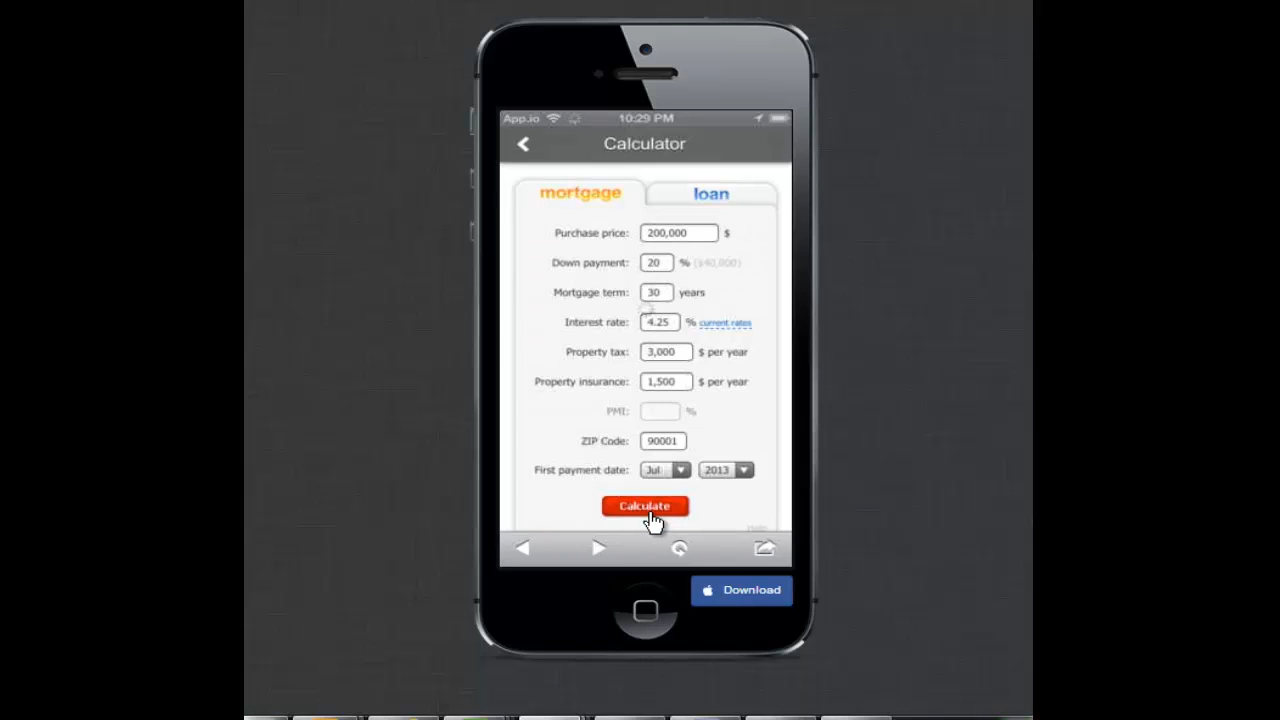 App.io 10:29 PM
Calculator
mortgage loan
Purchase price: 200,000 $
Down payment: 20 % ($40,000)
Mortgage term: 30 years
Interest rate: 4.25 % current rates
Property tax: 3,000 $ per year
Property insurance: 1,500 $ per year
PMI: %
ZIP Code: 90001
First payment date: Jul 2013
Calculate
Download